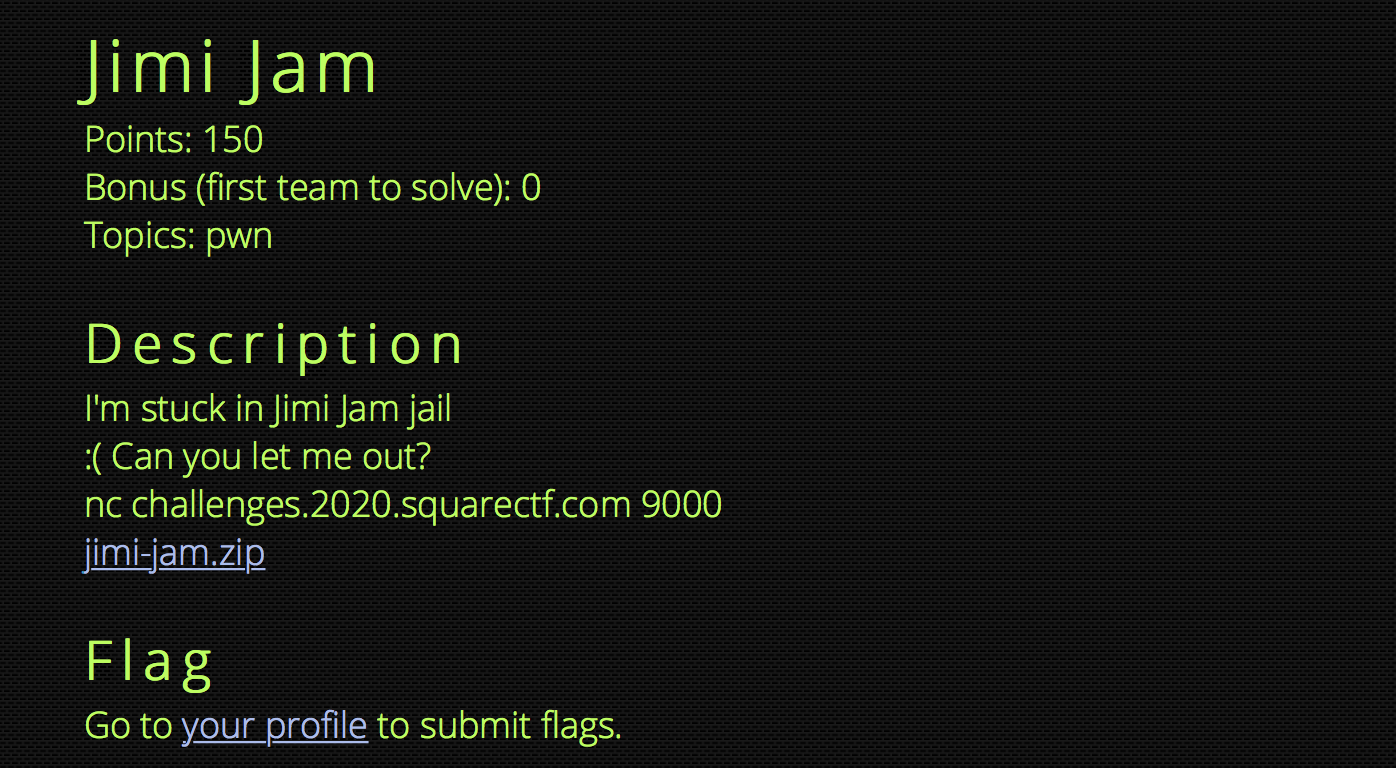 Jimi Jam
Points: 150
Bonus (first team to solve): 0
Topics: pwn
Description
I'm stuck in Jimi Jam jail
:( Can you let me out?
nc challenges.2020.squarectf.com 9000
jimi-jam.zip
Flag
Go to your profile to submit flags.